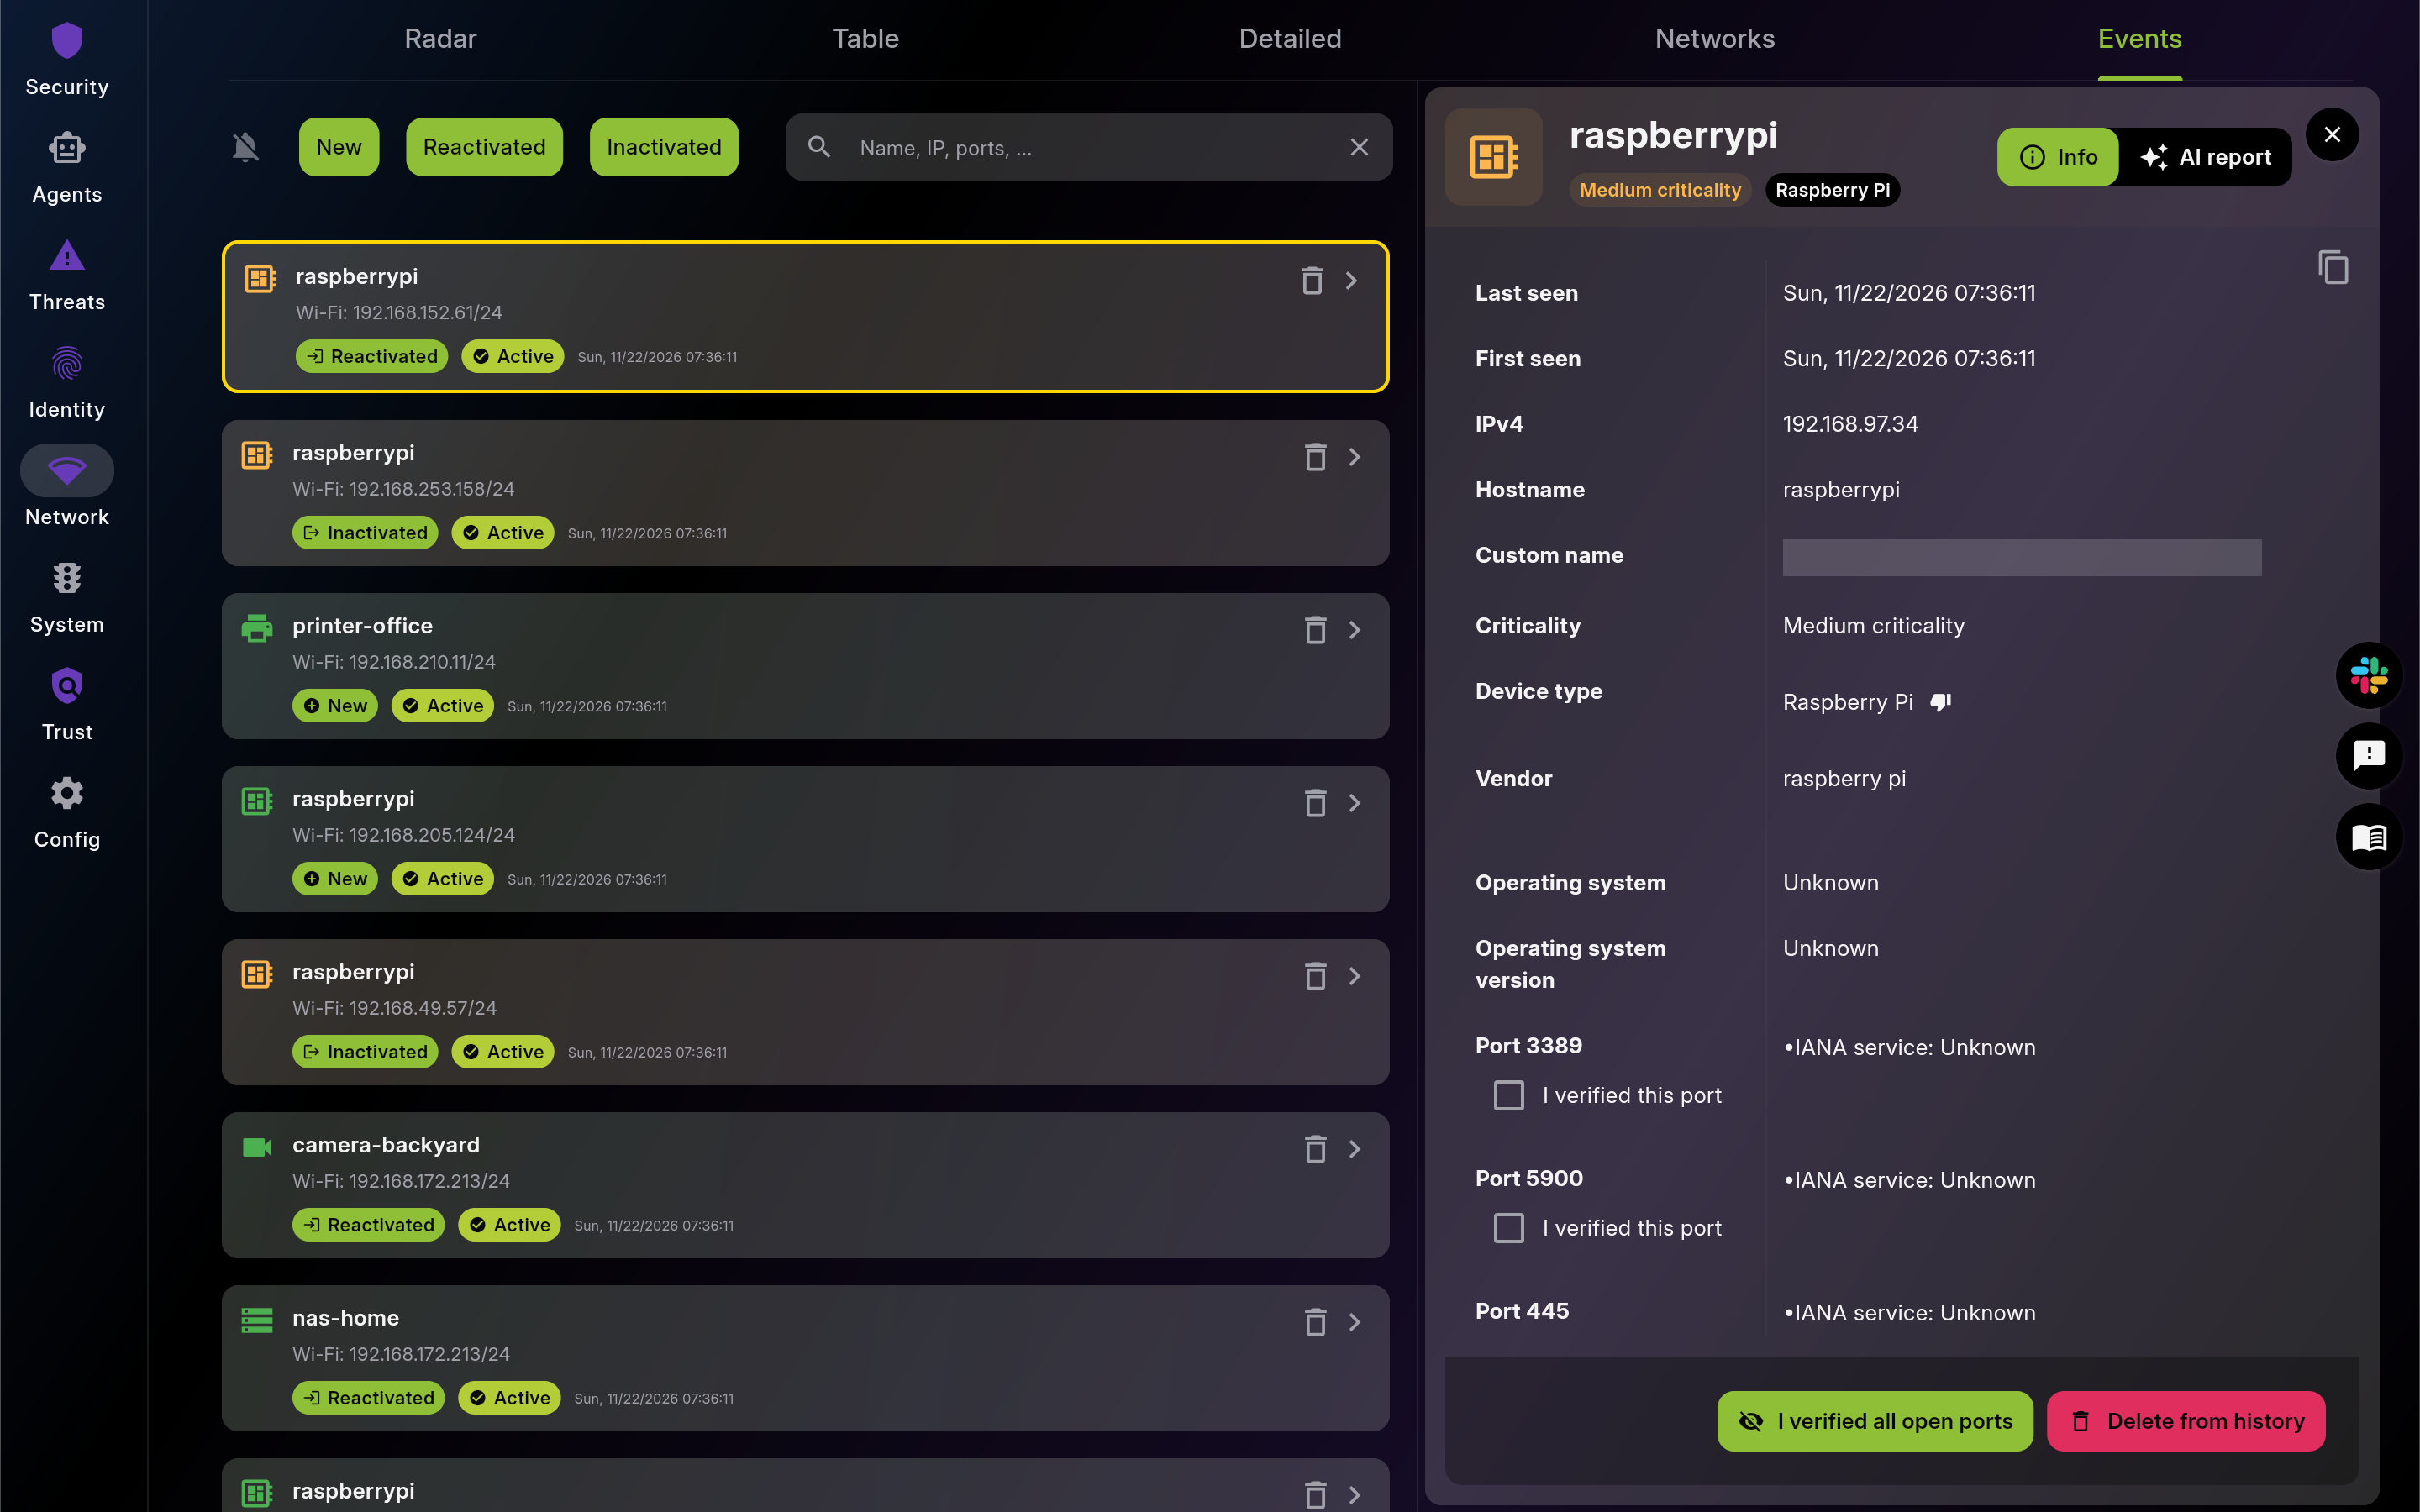 Security
Agents
Threats
Identity
Network
System
Trust
Config
Radar
Table
Detailed
Networks
Events
New
Reactivated
Inactivated
Name, IP, ports, ...
raspberrypi
Wi-Fi: 192.168.152.61/24
Reactivated Active Sun, 11/22/2026 07:36:11
raspberrypi
Wi-Fi: 192.168.253.158/24
Inactivated Active Sun, 11/22/2026 07:36:11
printer-office
Wi-Fi: 192.168.210.11/24
New Active Sun, 11/22/2026 07:36:11
raspberrypi
Wi-Fi: 192.168.205.124/24
New Active Sun, 11/22/2026 07:36:11
raspberrypi
Wi-Fi: 192.168.49.57/24
Inactivated Active Sun, 11/22/2026 07:36:11
camera-backyard
Wi-Fi: 192.168.172.213/24
Reactivated Active Sun, 11/22/2026 07:36:11
nas-home
Wi-Fi: 192.168.172.213/24
Reactivated Active Sun, 11/22/2026 07:36:11
raspberrypi
raspberrypi
Medium criticality Raspberry Pi
Info AI report
Last seen Sun, 11/22/2026 07:36:11
First seen Sun, 11/22/2026 07:36:11
IPv4 192.168.97.34
Hostname raspberrypi
Custom name
Criticality Medium criticality
Device type Raspberry Pi
Vendor raspberry pi
Operating system Unknown
Operating system Unknown
version
Port 3389 •IANA service: Unknown
I verified this port
Port 5900 •IANA service: Unknown
I verified this port
Port 445 •IANA service: Unknown
I verified all open ports Delete from history